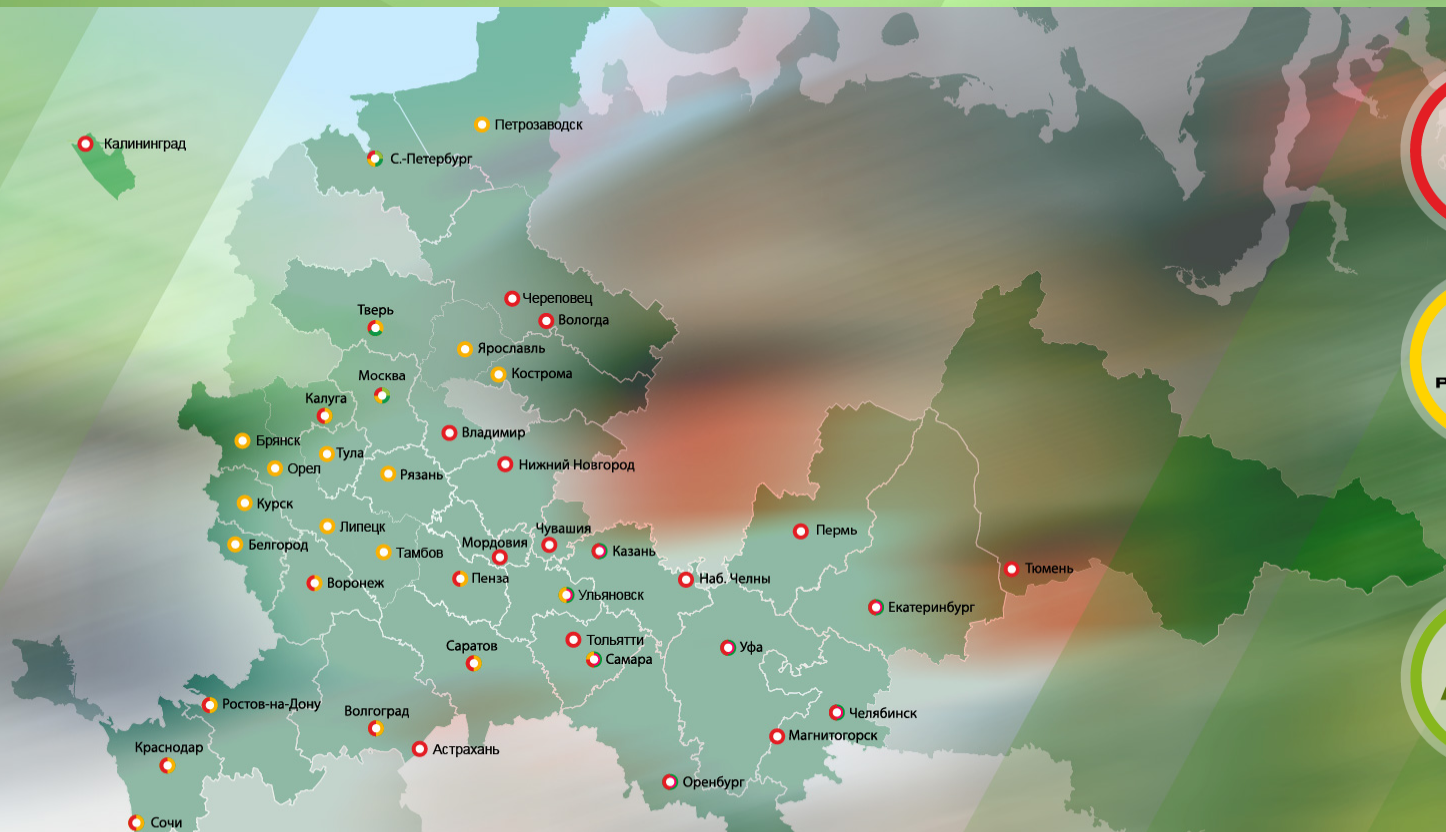 Петрозаводск
Калининград
С.-Петербург
Череповец
Тверь
Вологда
Ярославль
Москва
Кострома
Калуга
Владимир
Брянск
Тула
Нижний Новгород
Орел
Рязань
Курск
Липецк
Чувашия
Пермь
Белгород
Мордовия
Тамбов
Казань
Тюмень
Воронеж
Пенза
Наб. Челны
Ульяновск
Екатеринбург
Тольятти
Саратов
Уфа
Самара
Ростов-на-Дону
Волгоград
Челябинск
Магнитогорск
Краснодар
Астрахань
Оренбург
Сочи